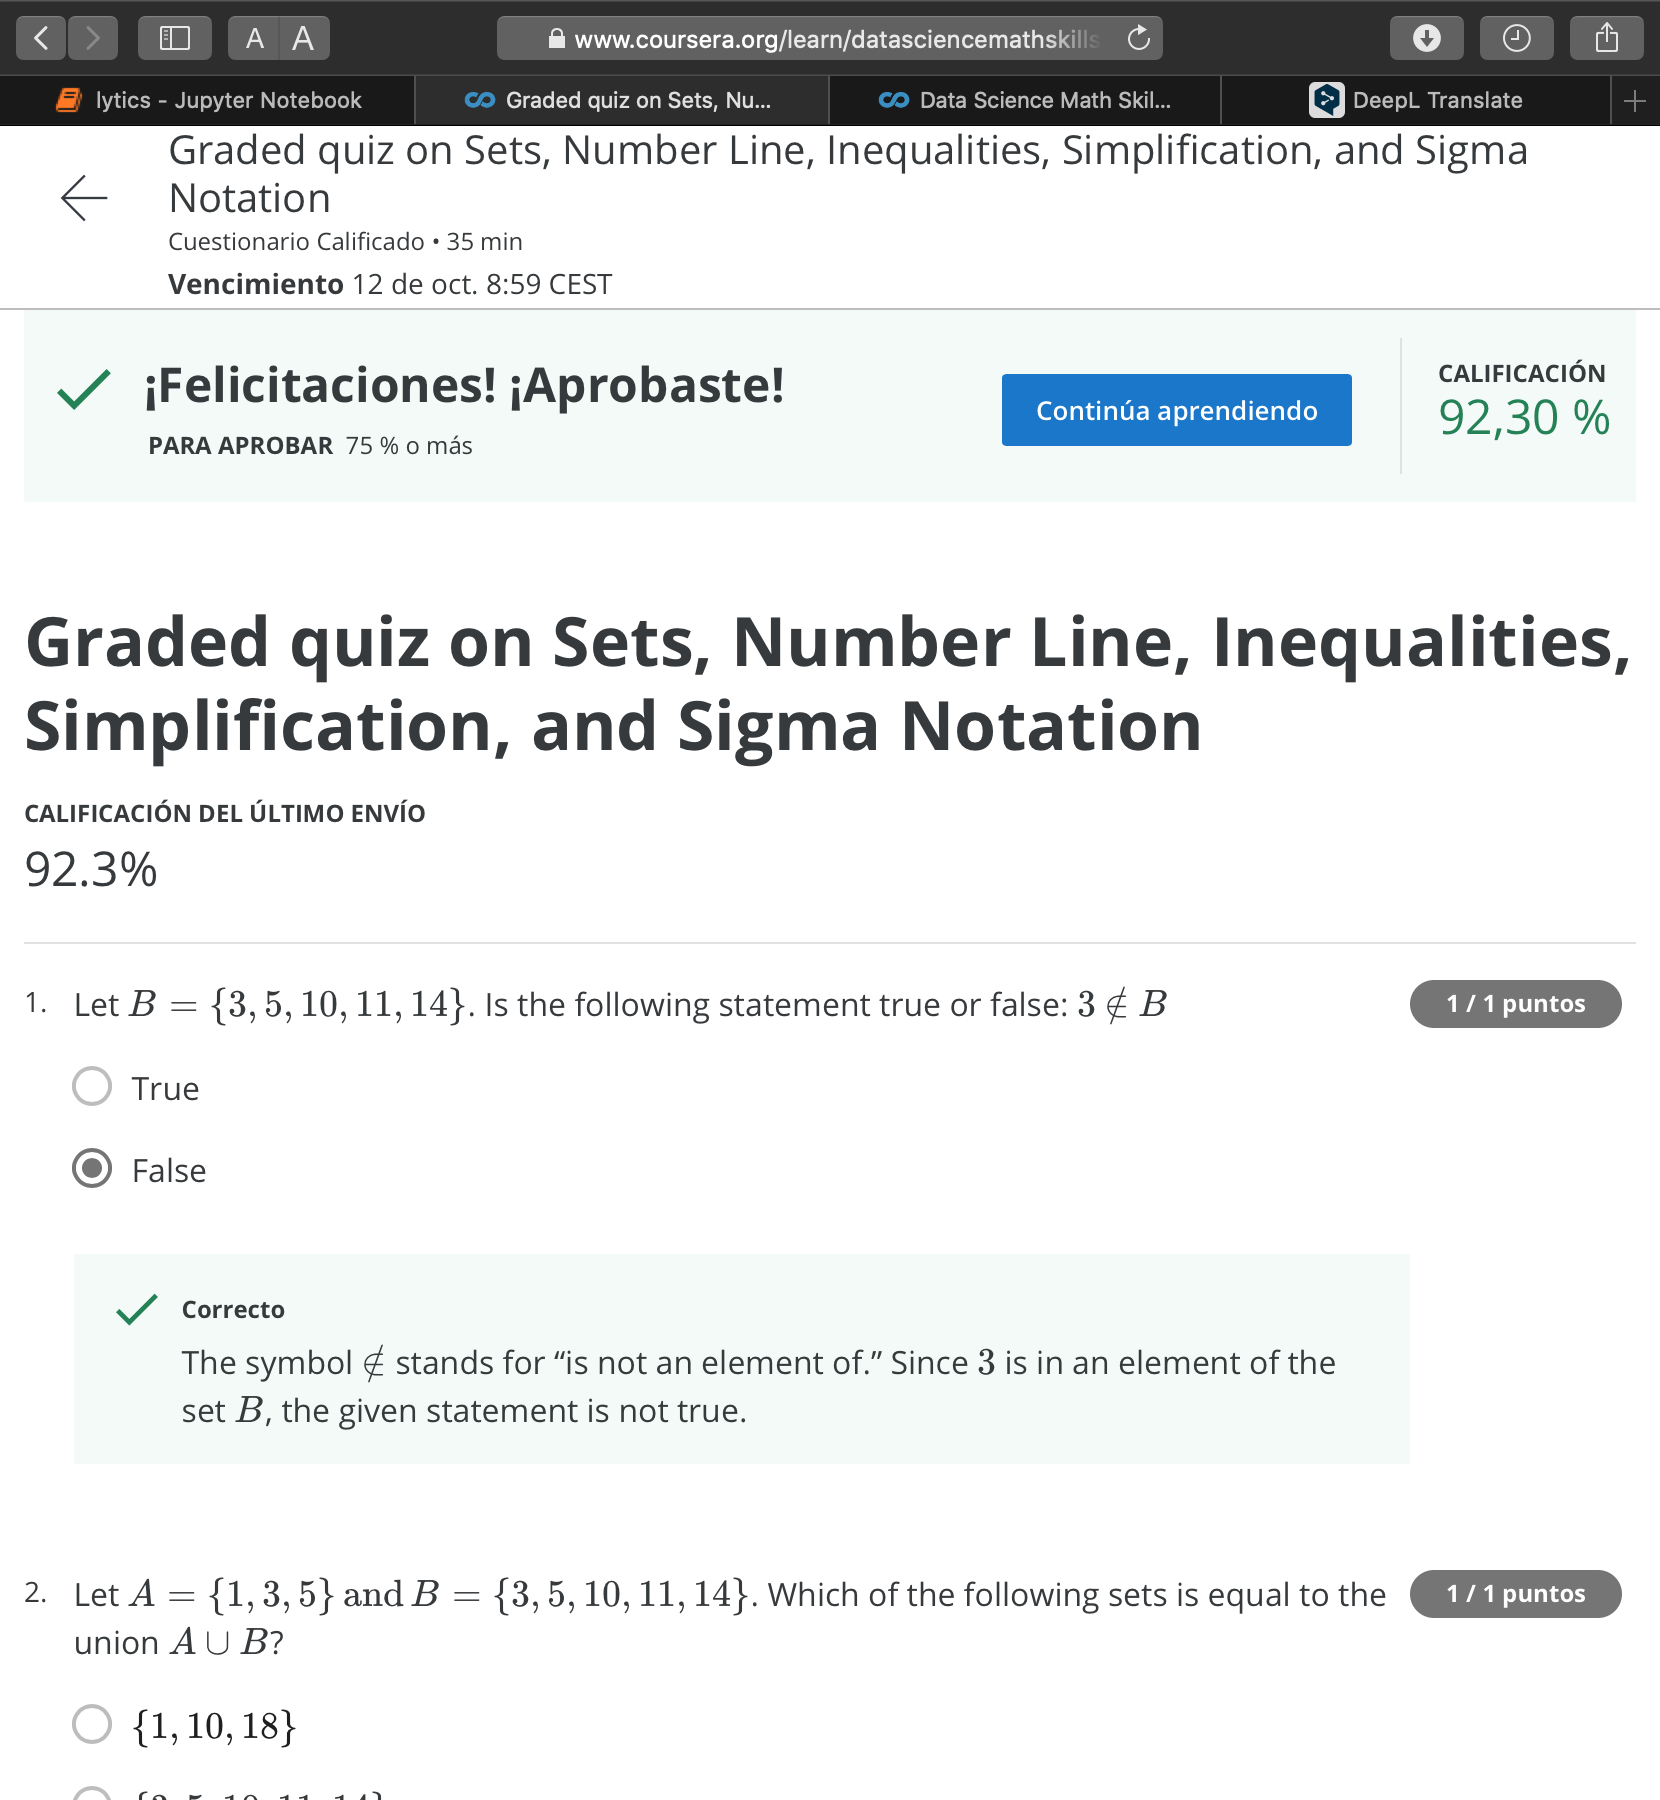 A A
www.coursera.org/learn/datasciencemathskills
lytics - Jupyter Notebook
Graded quiz on Sets, Nu...
Data Science Math Skil...
DeepL Translate
Graded quiz on Sets, Number Line, Inequalities, Simplification, and Sigma
Notation
Cuestionario Calificado • 35 min
Vencimiento 12 de oct. 8:59 CEST
¡Felicitaciones! ¡Aprobaste!
PARA APROBAR 75 % o más
Continúa aprendiendo
CALIFICACIÓN
92,30 %
Graded quiz on Sets, Number Line, Inequalities,
Simplification, and Sigma Notation
CALIFICACIÓN DEL ÚLTIMO ENVÍO
92.3%
1. Let B = {3, 5, 10, 11, 14}. Is the following statement true or false: 3 ∉ B
1 / 1 puntos
True
False
Correcto
The symbol ∉ stands for “is not an element of.” Since 3 is in an element of the
set B, the given statement is not true.
2. Let A = {1, 3, 5} and B = {3, 5, 10, 11, 14}. Which of the following sets is equal to the
union A ∪ B?
1 / 1 puntos
{1, 10, 18}